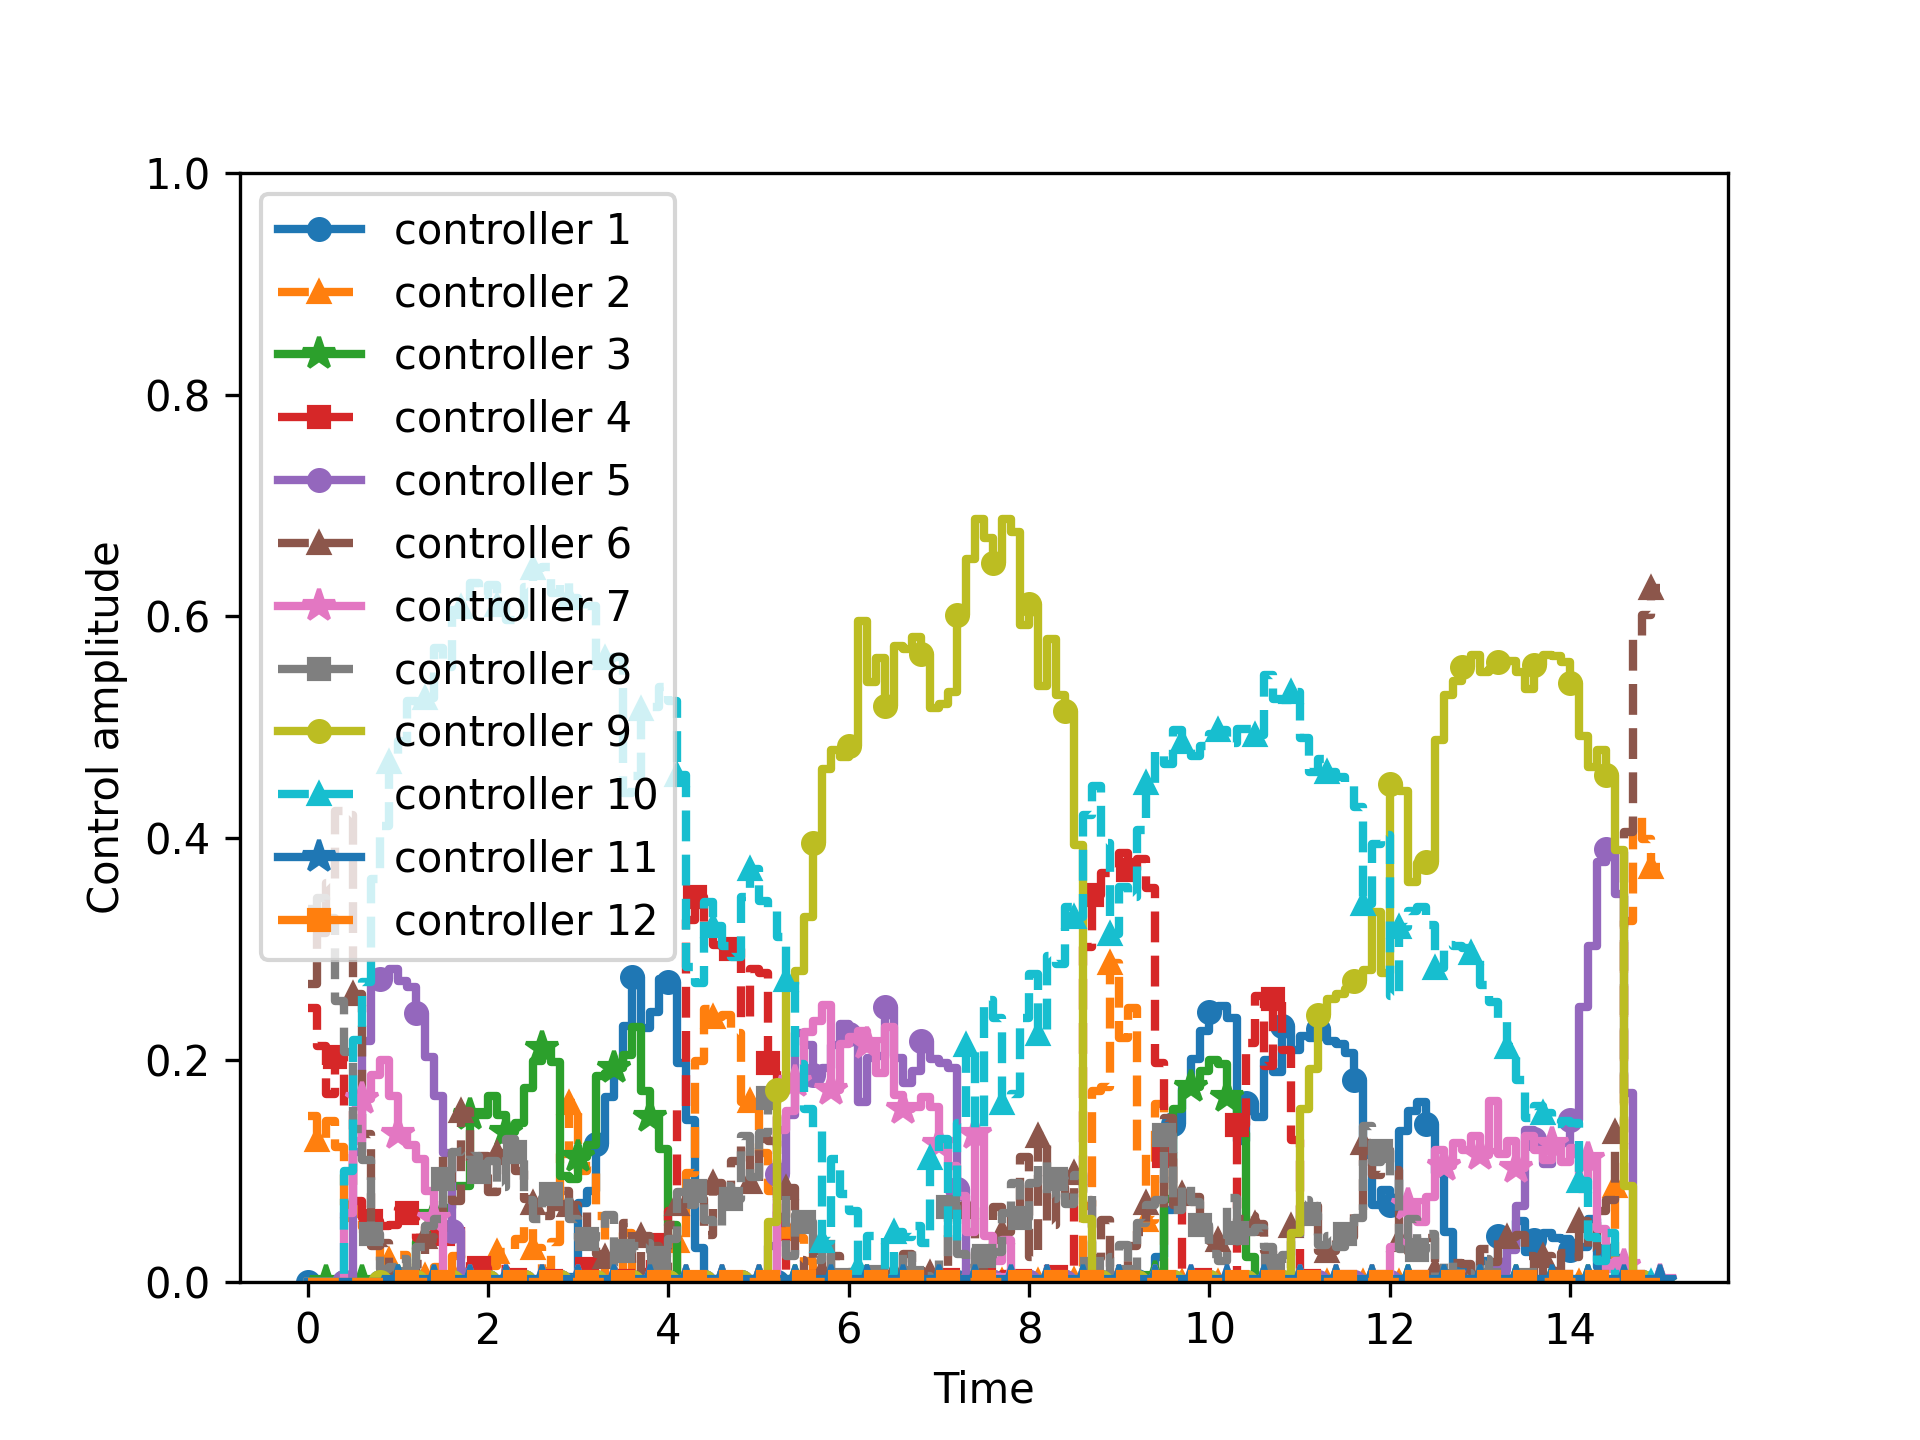 1.0
0.8
0.6
0.4
0.2
0.0
Control amplitude
controller 1
controller 2
controller 3
controller 4
controller 5
controller 6
controller 7
controller 8
controller 9
controller 10
controller 11
controller 12
0 2 4 6 8 10 12 14
Time